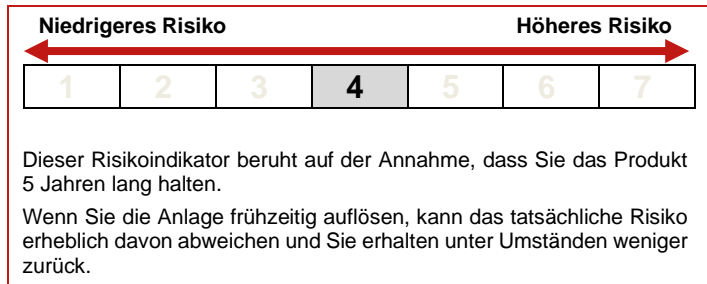 Niedrigeres Risiko Höheres Risiko
1 2 3 4 5 6 7
Dieser Risikoindikator beruht auf der Annahme, dass Sie das Produkt
5 Jahren lang halten.
Wenn Sie die Anlage frühzeitig auflösen, kann das tatsächliche Risiko
erheblich davon abweichen und Sie erhalten unter Umständen weniger
zurück.